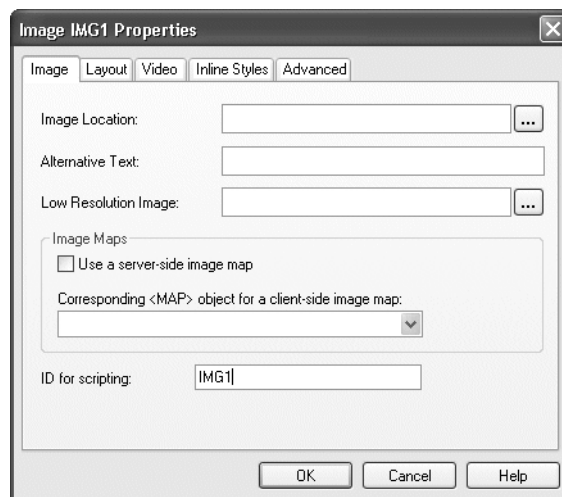 Image IMG1 Properties
Image Layout Video Inline Styles Advanced
Image Location: ...
Alternative Text:
Low Resolution Image: ...
Image Maps
Use a server-side image map
Corresponding <MAP> object for a client-side image map:
ID for scripting: IMG1
OK Cancel Help